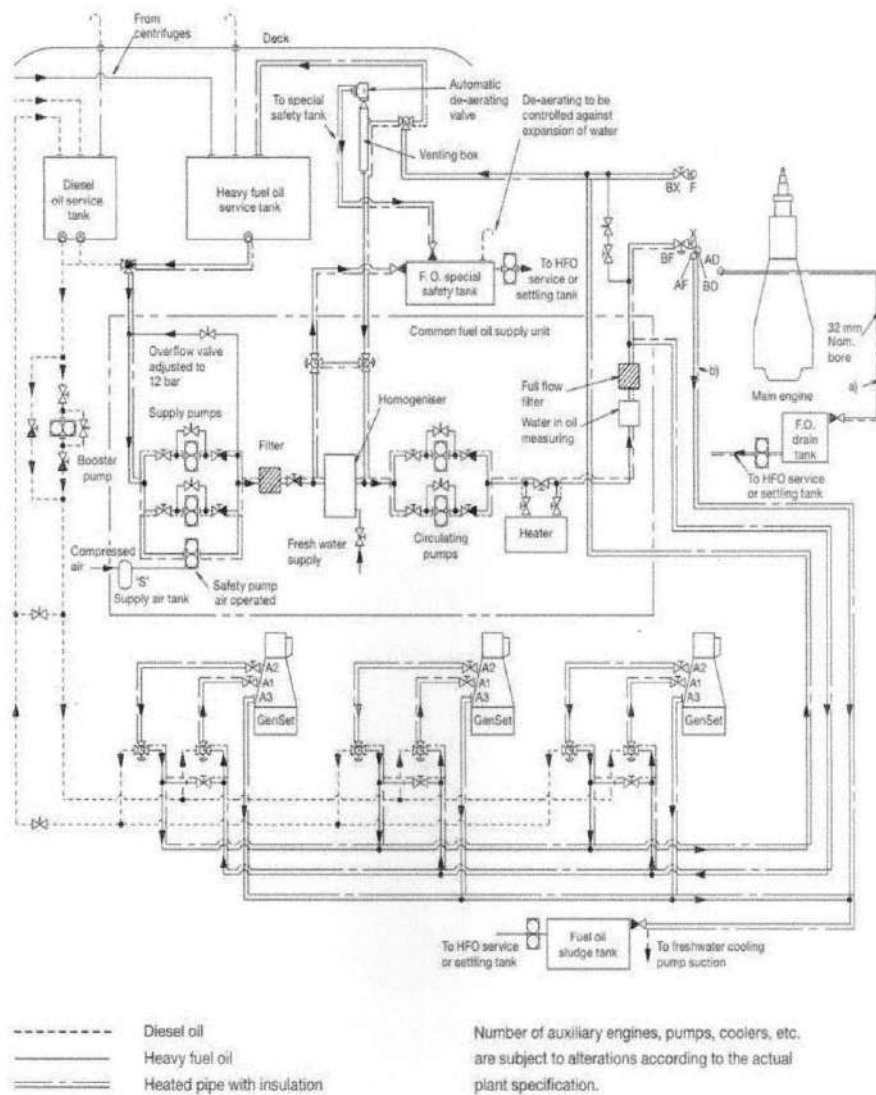 From
centrifuges
Deck
To special
safety tank
Automatic
de-aerating
valve
De-aerating to be
controlled against
expansion of water
Venting box
Diesel
oil service
tank
Heavy fuel oil
service tank
BX
F
X
BF
AF
AD
BD
F. O. special
safety tank
To HFO
service or
settling tank
Common fuel oil supply unit
Overflow valve
adjusted to
12 bar
32 mm
Nom.
bore
b)
a)
Full flow
filter
Main engine
Homogeniser
Supply pumps
Filter
Water in oil
measuring
F.O.
drain
tank
Booster
pump
To HFO service
or settling tank
Heater
Compressed
air
Fresh water
supply
Circulating pumps
"S"
Supply air tank
Safety pump
air operated
A2
A1
A3
GenSet
A2
A1
A3
GenSet
A2
A1
A3
GenSet
To HFO service
or settling tank
Fuel oil
sludge tank
To freshwater cooling
pump suction
Diesel oil
Heavy fuel oil
Heated pipe with insulation
Number of auxiliary engines, pumps, coolers, etc.
are subject to alterations according to the actual
plant specification.